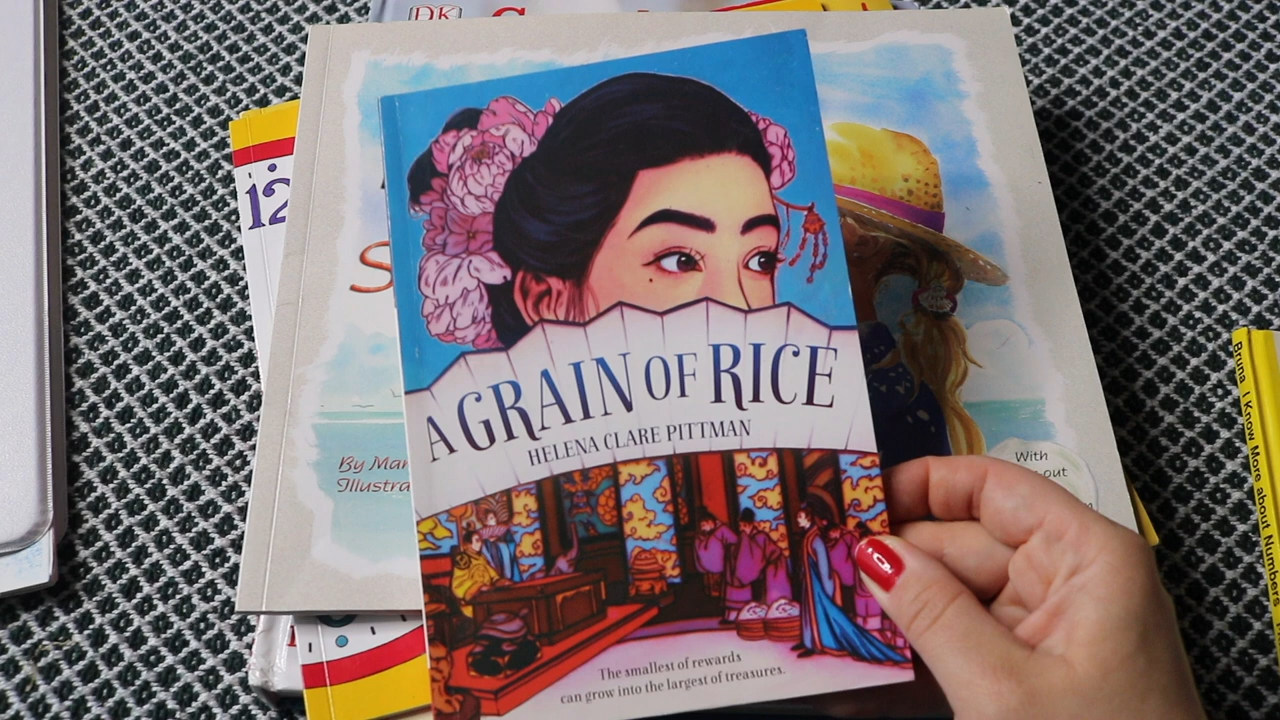 DK
12
A GRAIN OF RICE
HELENA CLARE PITTMAN
The smallest of rewards
can grow into the largest of treasures.
By Mar
Illustra
With
out
Bruna I Know More about Numbers